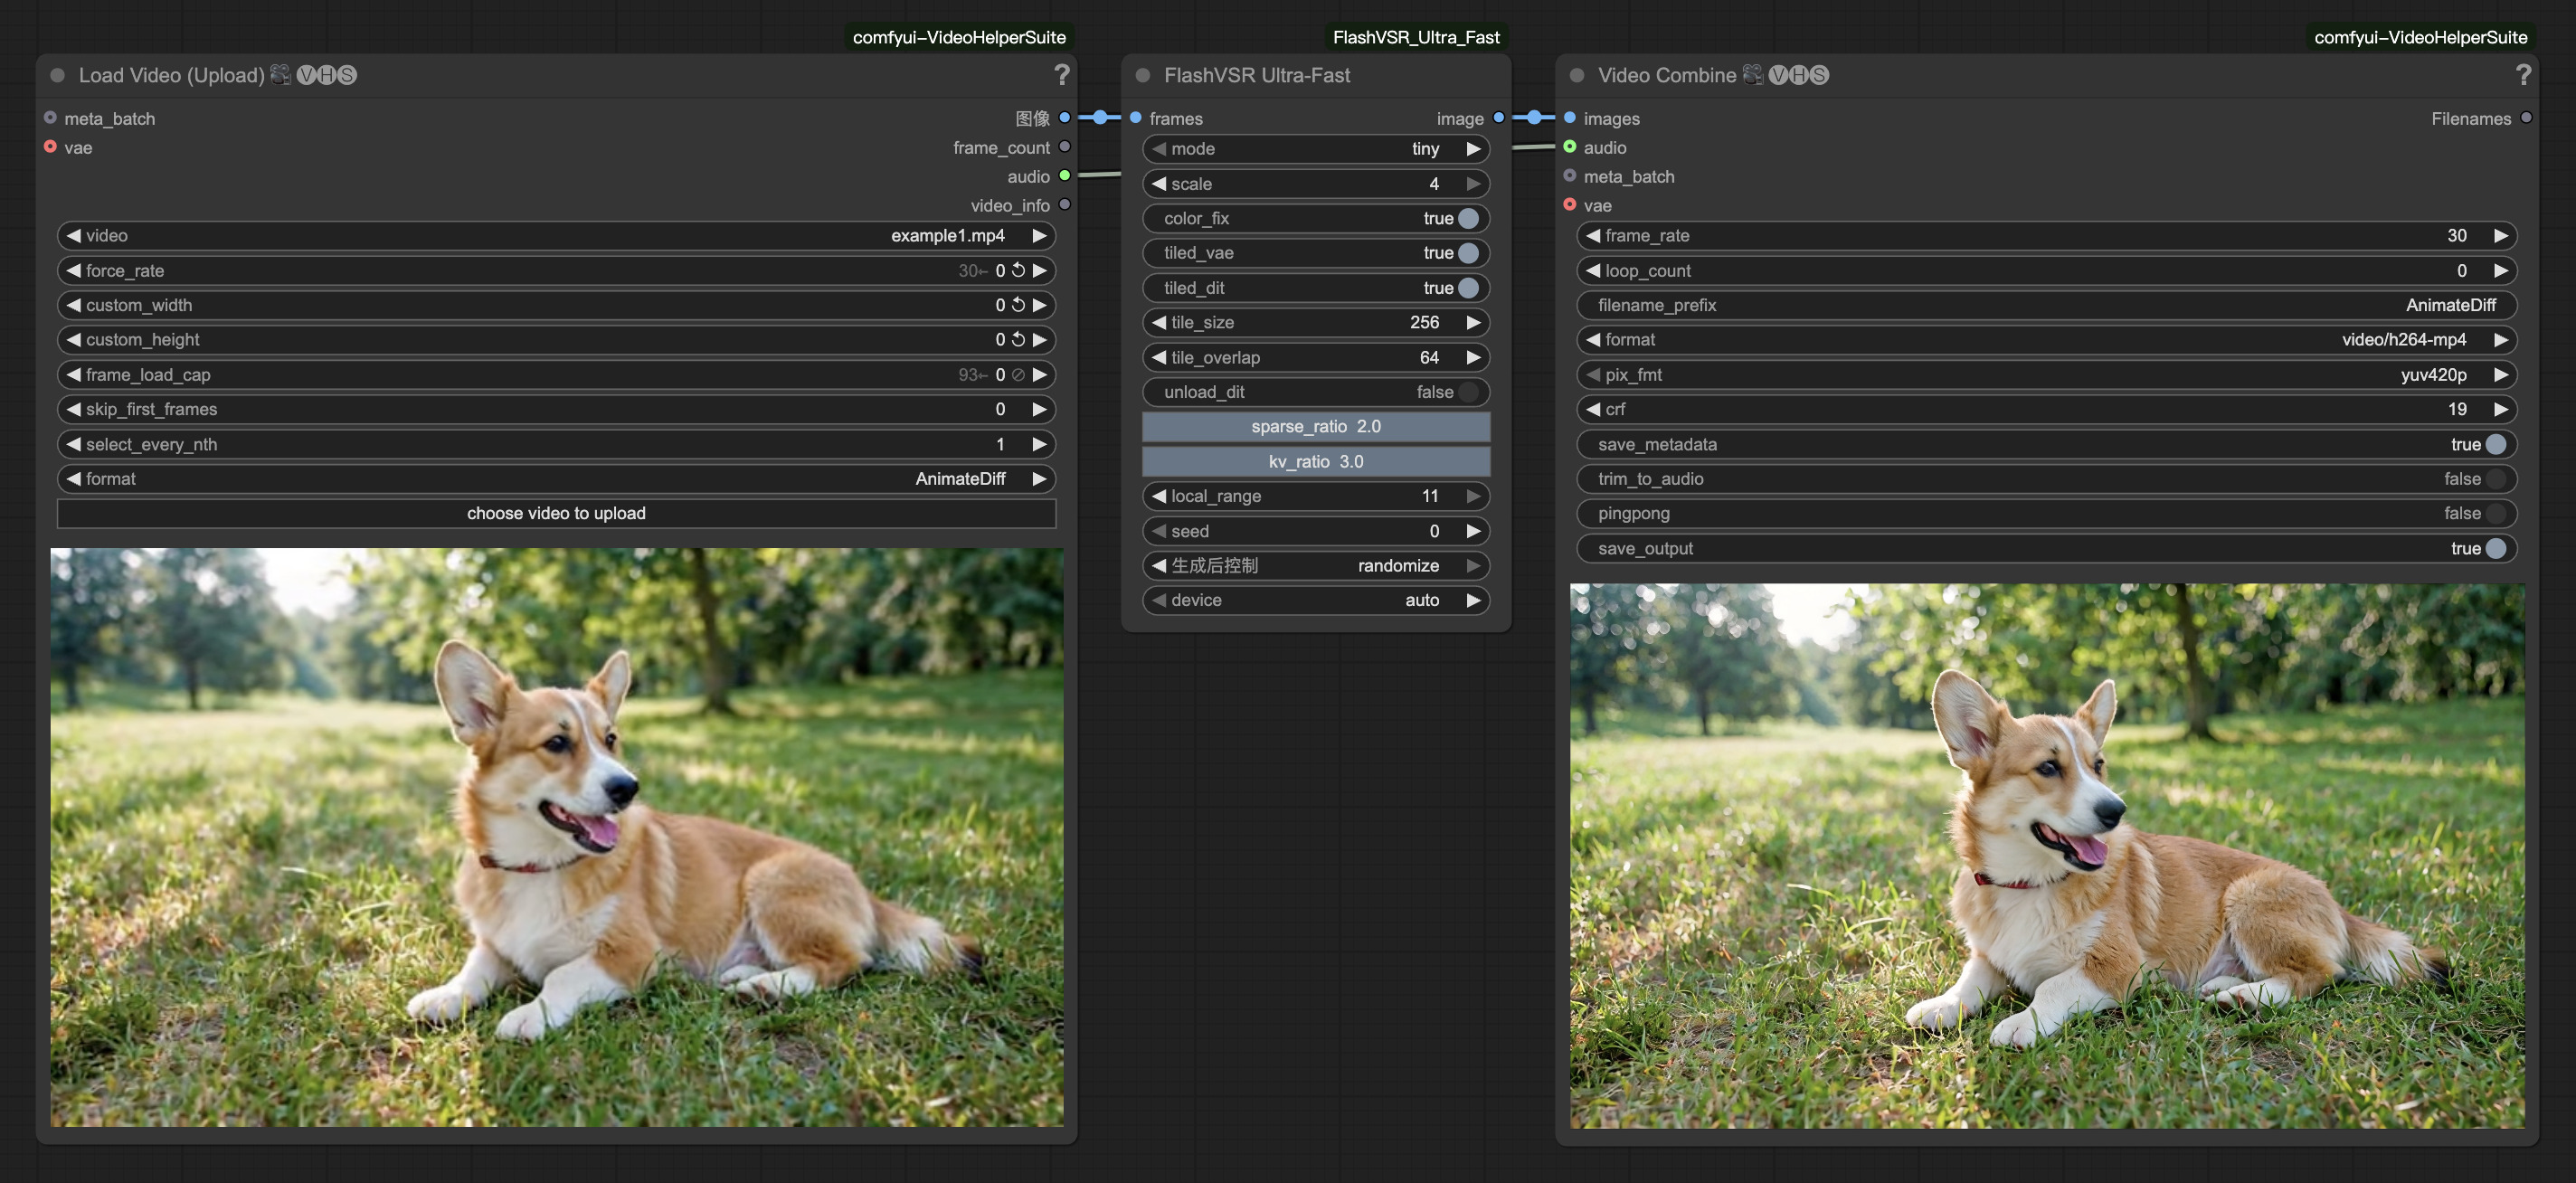 comfyui-VideoHelperSuite
Load Video (Upload) 🎥🅥🅗🅢
?
meta_batch
图像
vae
frame_count
audio
video_info
video example1.mp4
force_rate 30← 0
custom_width 0
custom_height 0
frame_load_cap 93← 0
skip_first_frames 0
select_every_nth 1
format AnimateDiff
choose video to upload
FlashVSR_Ultra_Fast
FlashVSR Ultra-Fast
frames
image
mode tiny
scale 4
color_fix true
tiled_vae true
tiled_dit true
tile_size 256
tile_overlap 64
unload_dit false
sparse_ratio 2.0
kv_ratio 3.0
local_range 11
seed 0
生成后控制 randomize
device auto
comfyui-VideoHelperSuite
Video Combine 🎥🅥🅗🅢
?
images
Filenames
audio
meta_batch
vae
frame_rate 30
loop_count 0
filename_prefix AnimateDiff
format video/h264-mp4
pix_fmt yuv420p
crf 19
save_metadata true
trim_to_audio false
pingpong false
save_output true